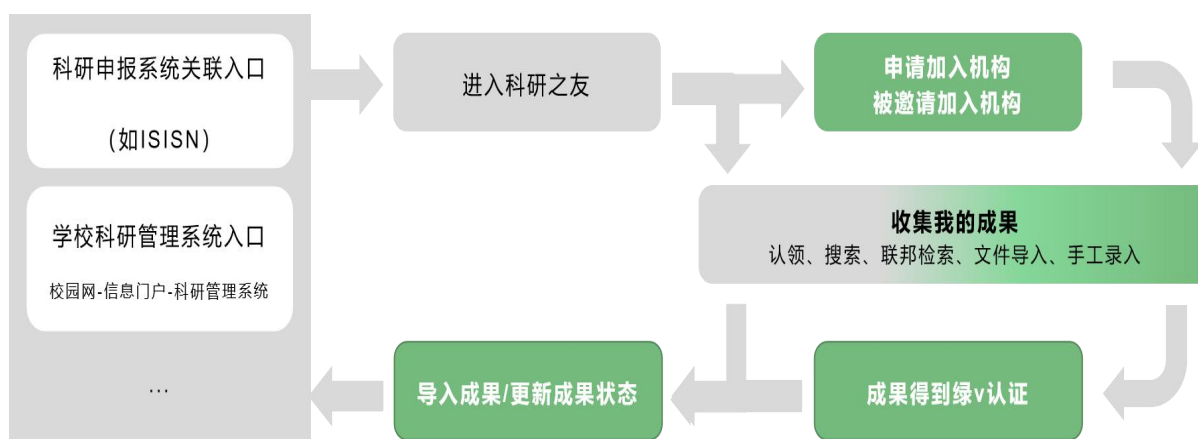 科研申报系统关联入口
(如ISISN)
学校科研管理系统入口
校园网-信息门户-科研管理系统
...
进入科研之友
申请加入机构
被邀请加入机构
收集我的成果
认领、搜索、联邦检索、文件导入、手工录入
成果得到绿v认证
导入成果/更新成果状态